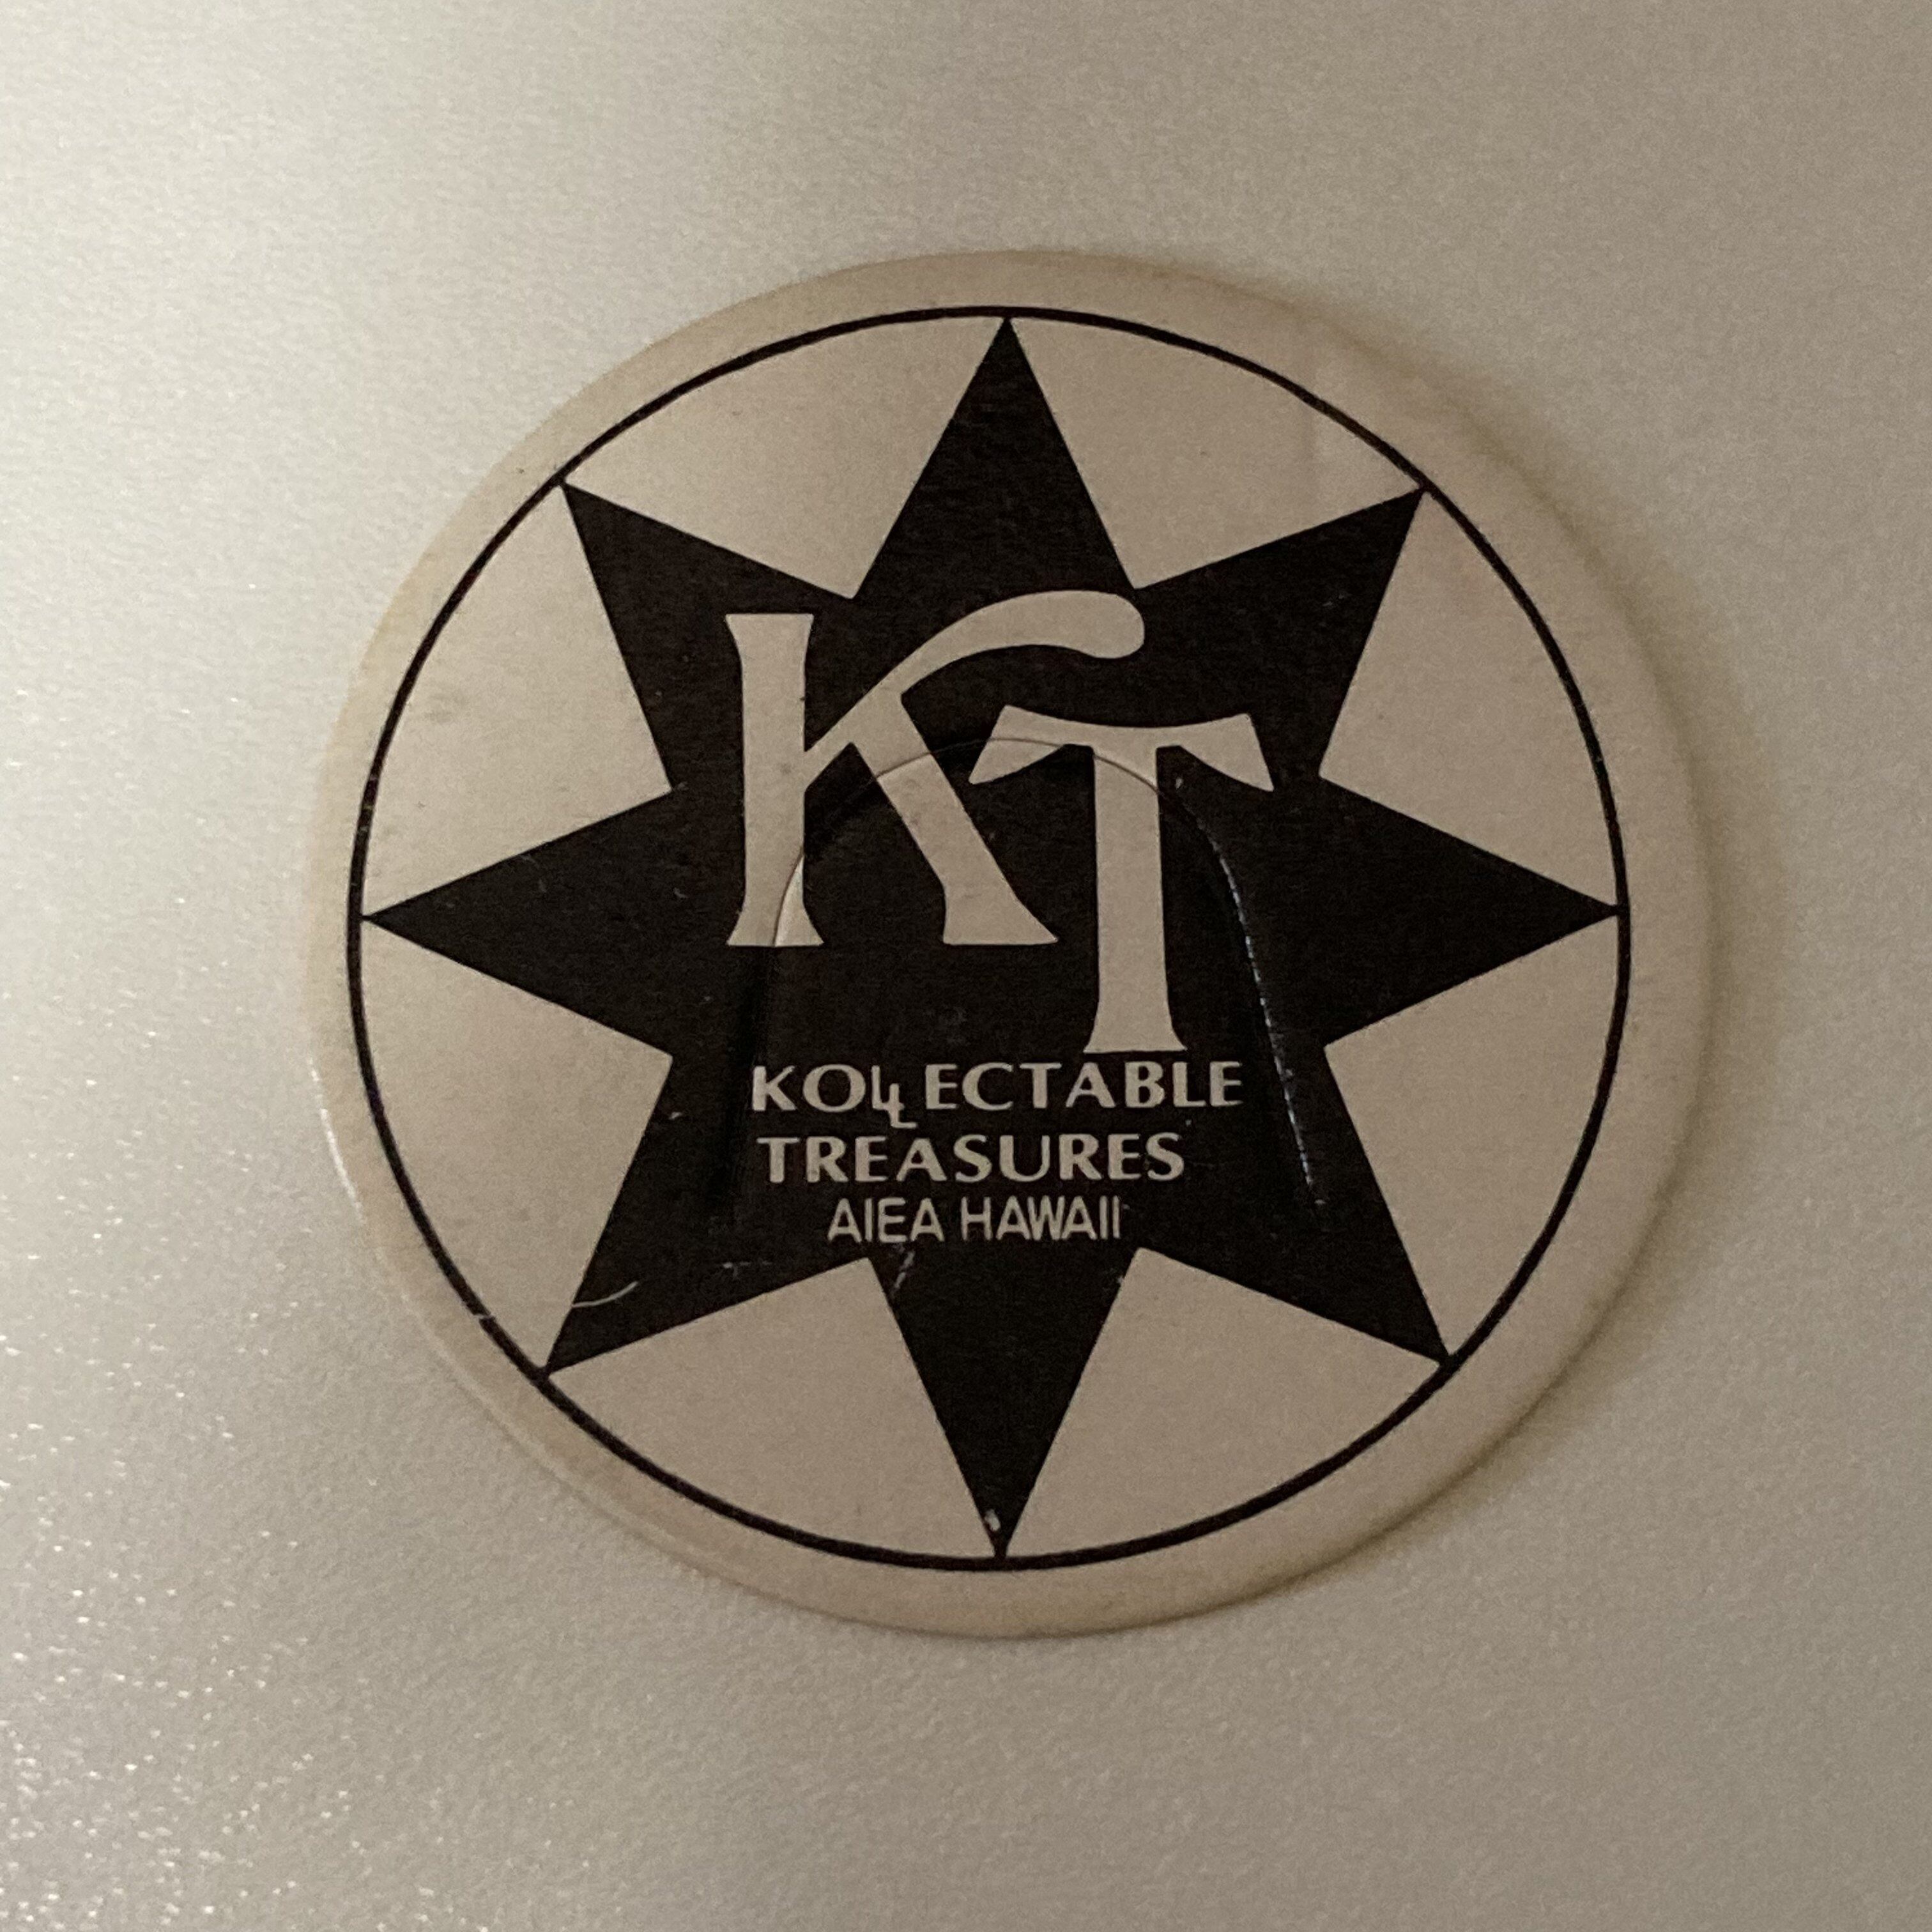 KT
KOLLECTABLE
TREASURES
AIEA HAWAII